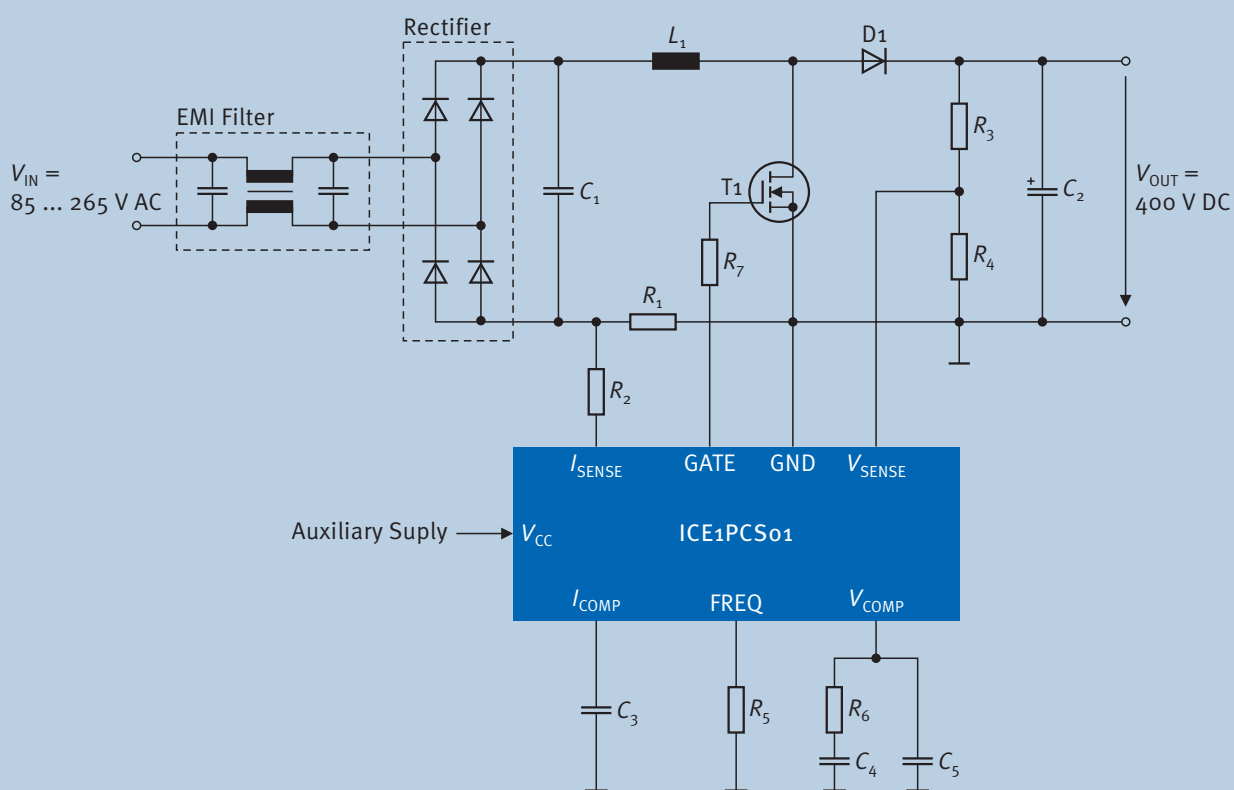 Rectifier
L1
D1
EMI Filter
VIN =
85 ... 265 V AC
C1
T1
R3
+
C2
VOUT =
400 V DC
R7
R4
R1
R2
ISENSE
GATE
GND
VSENSE
Auxiliary Suply
VCC
ICE1PCS01
ICOMP
FREQ
VCOMP
C3
R5
R6
C4
C5